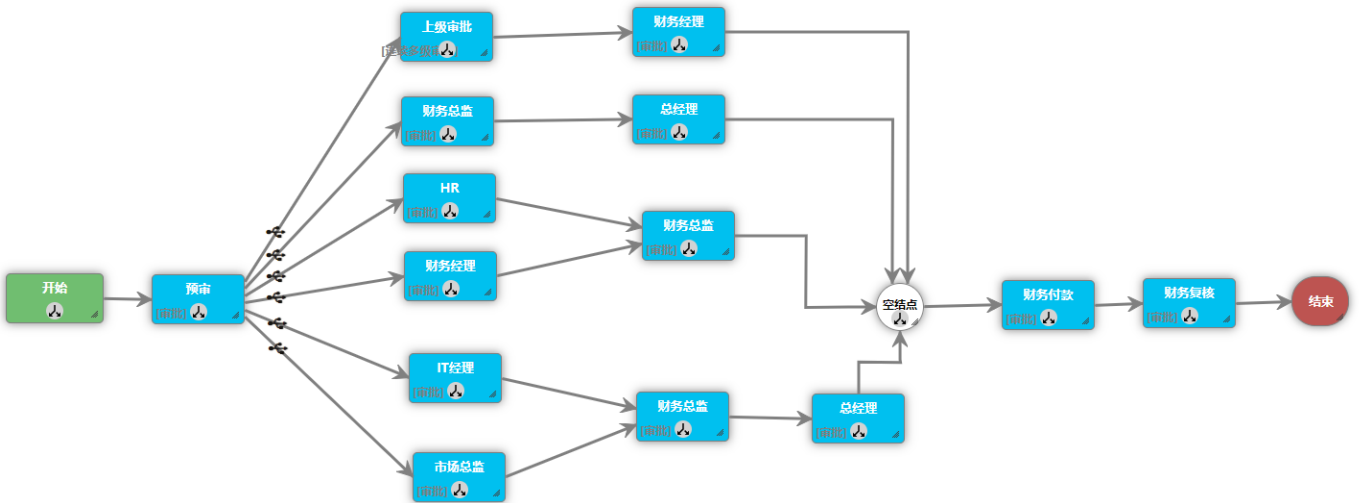 上级审批
财务经理
[审批]
财务总监
[审批]
总经理
[审批]
HR
[审批]
财务总监
[审批]
财务经理
[审批]
开始
预审
[审批]
空结点
财务付款
[审批]
财务复核
[审批]
结束
IT经理
[审批]
财务总监
[审批]
总经理
[审批]
市场总监
[审批]